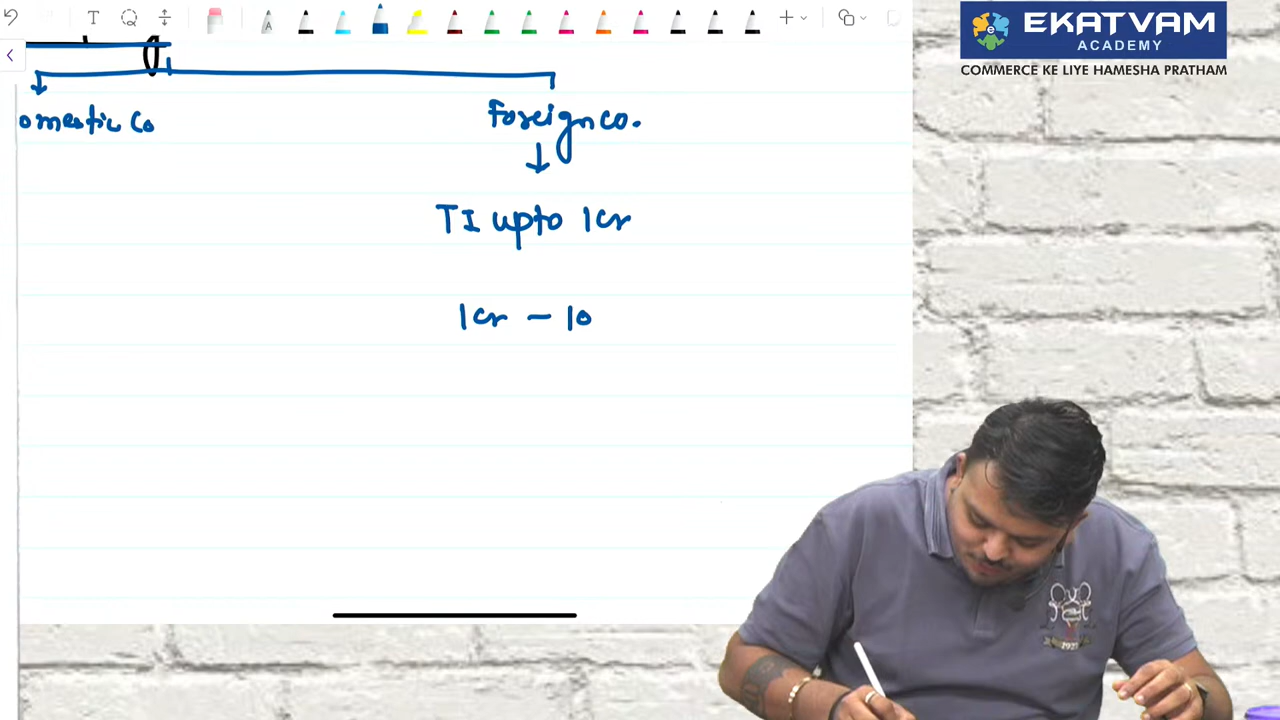 EKATVAM
ACADEMY
COMMERCE KE LIYE HAMESHA PRATHAM
omestic Co
Foreign co.
TI upto 1cr
1cr - 10